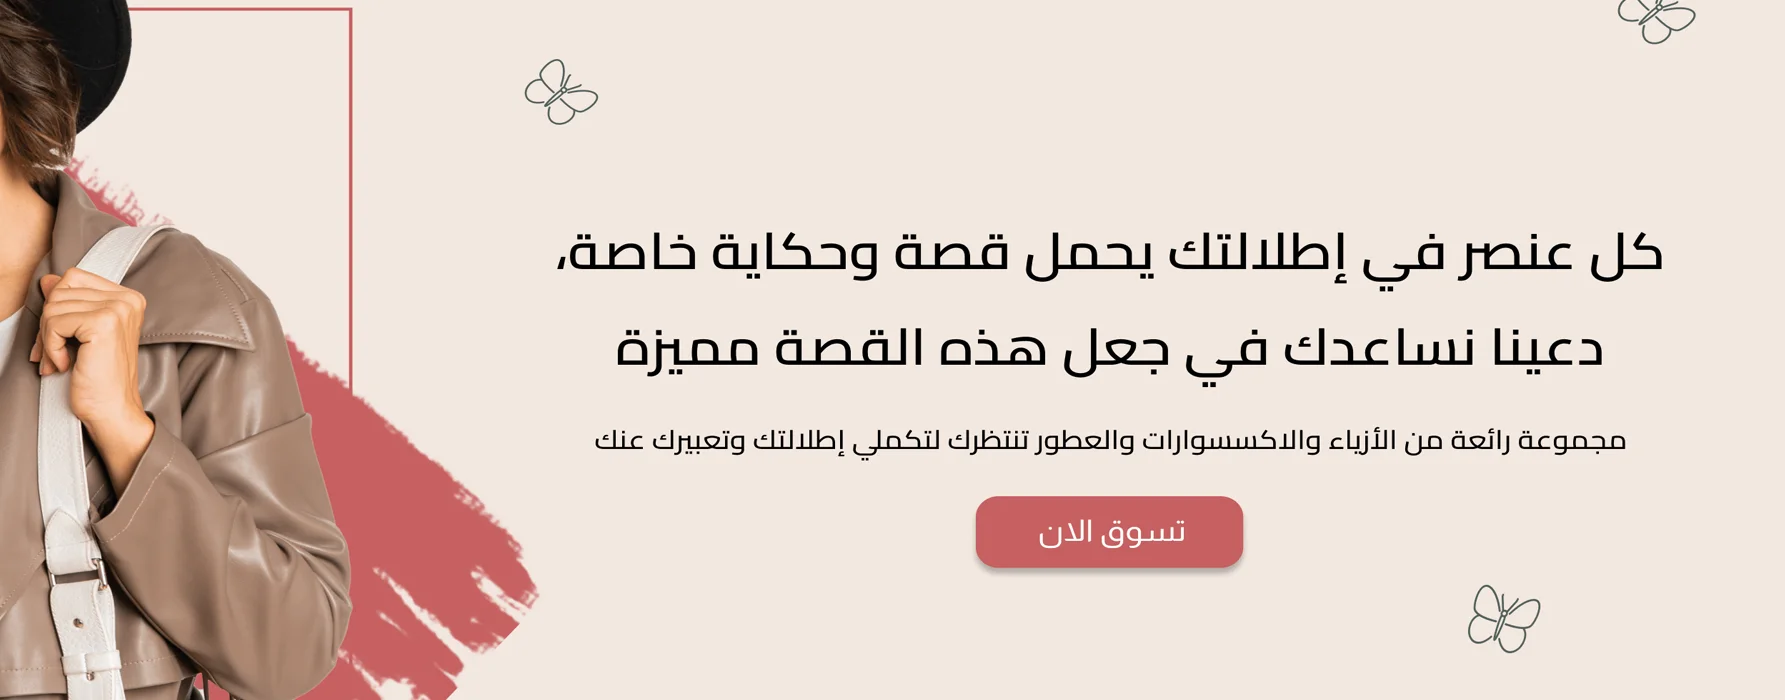 كل عنصر في إطلالتك يحمل قصة وحكاية خاصة،
دعينا نساعدك في جعل هذه القصة مميزة
مجموعة رائعة من الأزياء والاكسسوارات والعطور تنتظرك لتكملي إطلالتك وتعبيرك عنك
تسوق الان